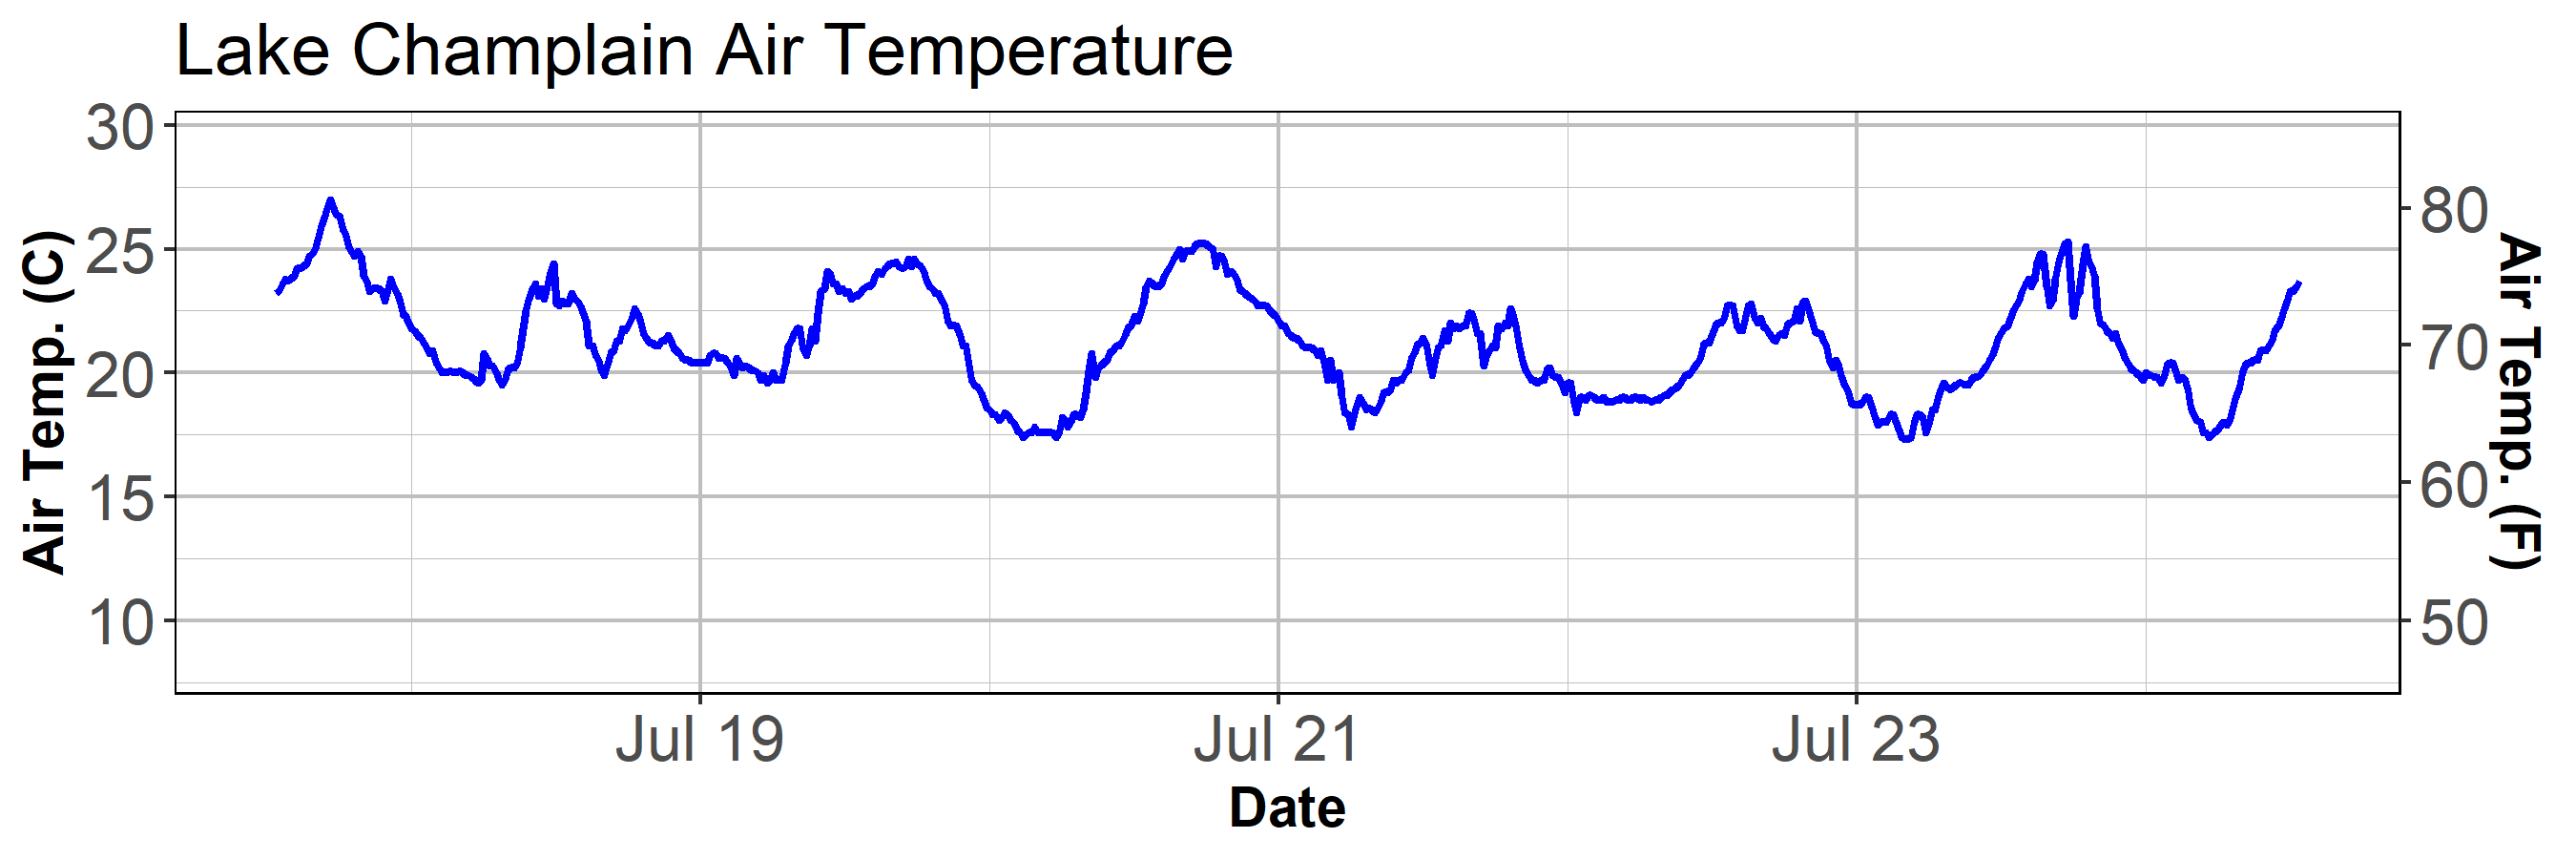 Lake Champlain Air Temperature
30
25
20
15
10
Air Temp. (C)
80
70
60
50
Air Temp. (F)
Jul 19
Jul 21
Jul 23
Date